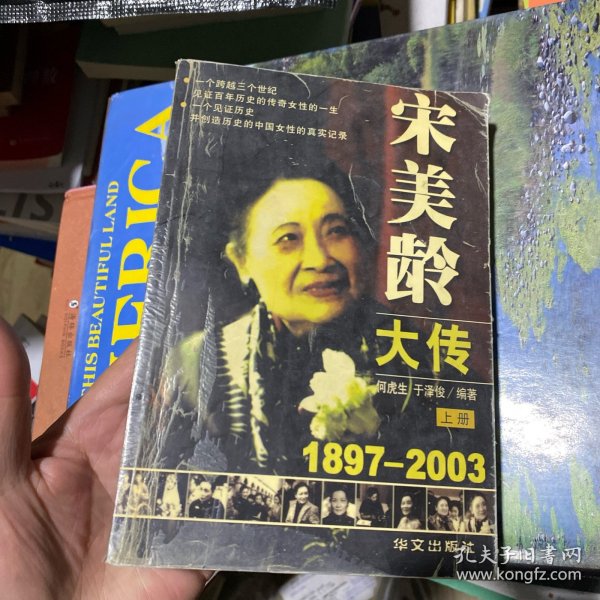 一个跨越三个世纪
见证百年历史的传奇女性的一生
一个见证历史
并创造历史的中国女性的真实记录
宋美龄
大传
何虎生 于泽俊/编著
上册
1897-2003
华文出版社
THIS BEAUTIFUL LAND
孔夫子旧书网
www.kongfz.com